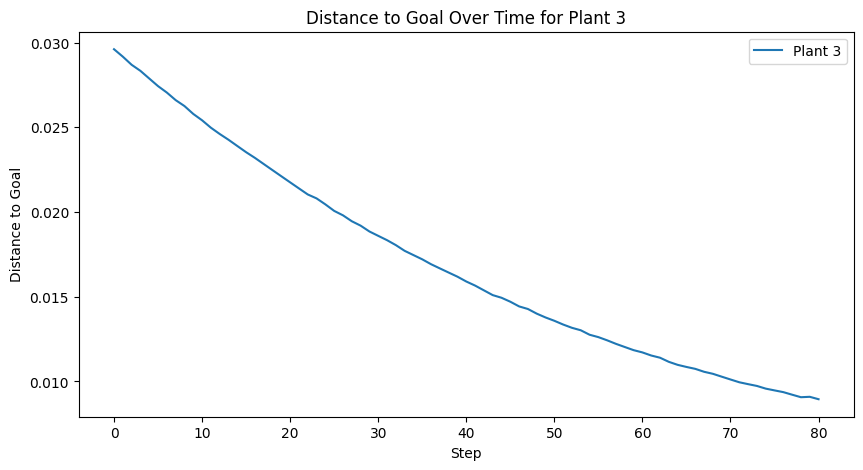 Distance to Goal Over Time for Plant 3
Plant 3
Distance to Goal
0.030
0.025
0.020
0.015
0.010
0 10 20 30 40 50 60 70 80
Step